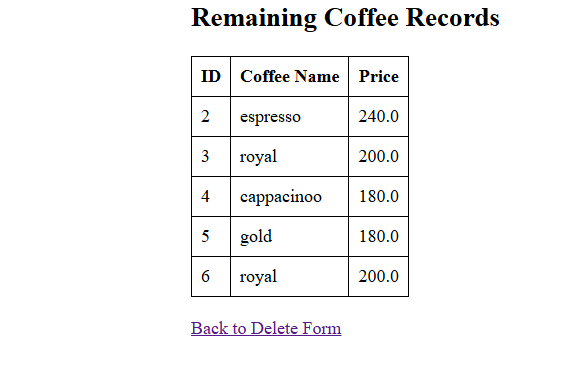 Remaining Coffee Records
ID Coffee Name Price
2 espresso 240.0
3 royal 200.0
4 cappacinoo 180.0
5 gold 180.0
6 royal 200.0
Back to Delete Form